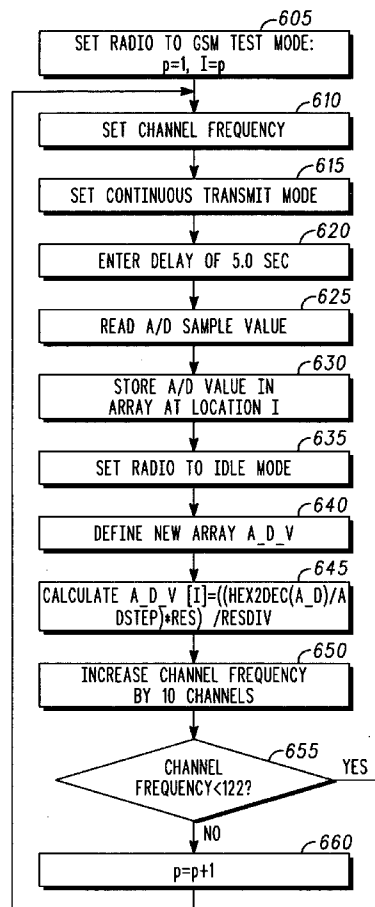 605
SET RADIO TO GSM TEST MODE:
p=1, I=p
610
SET CHANNEL FREQUENCY
615
SET CONTINUOUS TRANSMIT MODE
620
ENTER DELAY OF 5.0 SEC
625
READ A/D SAMPLE VALUE
630
STORE A/D VALUE IN
ARRAY AT LOCATION I
635
SET RADIO TO IDLE MODE
640
DEFINE NEW ARRAY A_D_V
645
CALCULATE A_D_V [I]=((HEX2DEC(A_D)/A
DSTEP)*RES) /RESDIV
650
INCREASE CHANNEL FREQUENCY
BY 10 CHANNELS
655
CHANNEL
FREQUENCY<122?
YES
NO
660
p=p+1